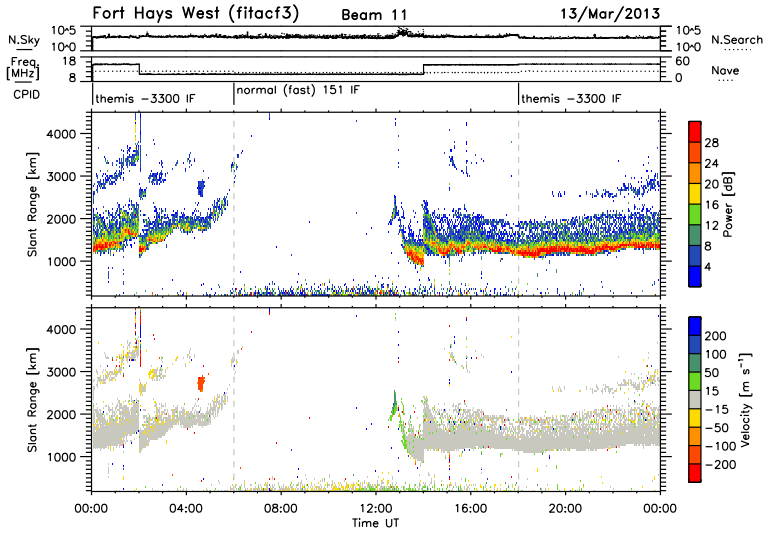 Fort Hays West (fitacf3) Beam 11 13/Mar/2013
N.Sky 10^5 10^0 10^5 10^0 N.Search
Freq. [MHz] 18 8 60 0 Nave
CPID themis -3300 IF normal (fast) 151 IF themis -3300 IF
Slant Range [km] 4000 3000 2000 1000
Power [dB] 28 24 20 16 12 8 4
Slant Range [km] 4000 3000 2000 1000
Velocity [m s⁻¹] 200 100 50 15 -15 -50 -100 -200
00:00 04:00 08:00 12:00 16:00 20:00 00:00
Time UT